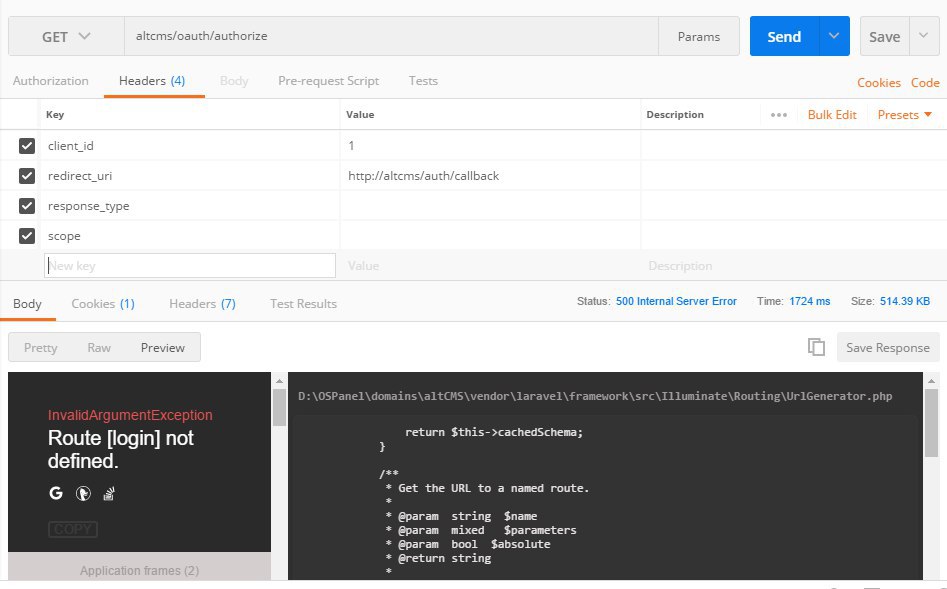 GET altcms/oauth/authorize Params Send Save
Authorization Headers (4) Body Pre-request Script Tests Cookies Code
Key Value Description ••• Bulk Edit Presets
client_id 1
redirect_uri http://altcms/auth/callback
response_type
scope
New key Value Description
Body Cookies (1) Headers (7) Test Results Status: 500 Internal Server Error Time: 1724 ms Size: 514.39 KB
Pretty Raw Preview Save Response
InvalidArgumentException
Route [login] not
defined.
COPY
Application frames (2)
D:\OSPanel\domains\altCMS\vendor\laravel\framework\src\Illuminate\Routing\UrlGenerator.php
return $this->cachedSchema;
}
/**
* Get the URL to a named route.
*
* @param string $name
* @param mixed $parameters
* @param bool $absolute
* @return string
*